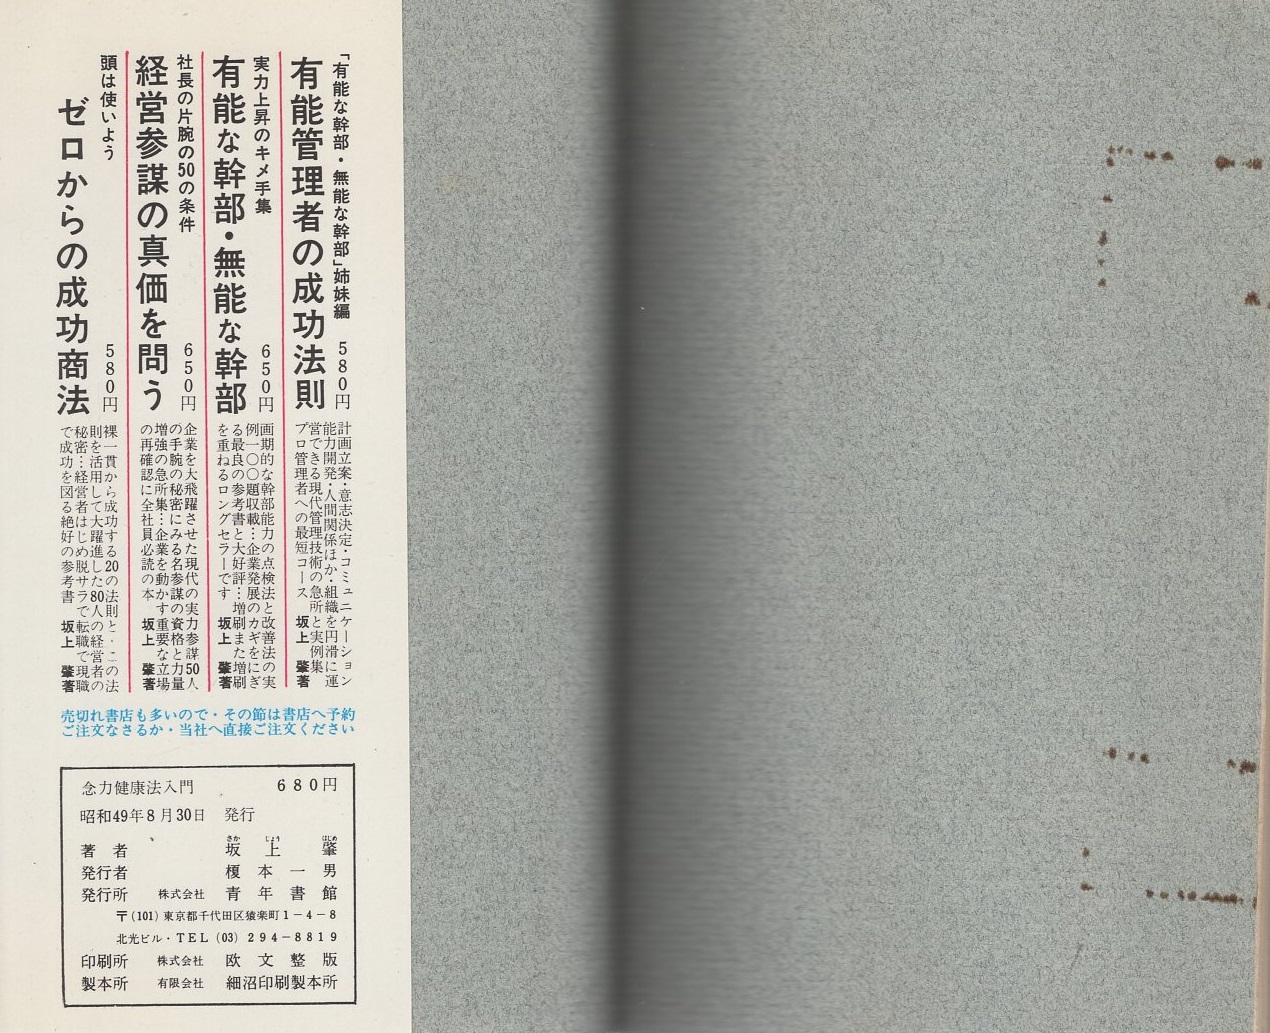 「有能な幹部・無能な幹部」姉妹編
有能管理者の成功法則
580円
計画立案・意志決定・コミュニケーション
能力開発・人間関係ほか・組織を円滑に運
営できる現代管理技術の急所と実例集
プロ管理者への最短コース
坂上　肇著
実力上昇のキメ手集
有能な幹部・無能な幹部
650円
画期的な幹部能力の点検法と改善法の実
例一〇〇題収載…企業発展のカギをにぎ
る最良の参考書と大好評…増刷また増刷
を重ねるロングセラーです
坂上　肇著
社長の片腕の50の条件
経営参謀の真価を問う
650円
企業を大飛躍させた現代の実力参謀50人
の手腕の秘密にみる名参謀の資格と力量
増強の急所集…企業を動かす重要な立場
の再確認に全社員必読の本
坂上　肇著
頭は使いよう
ゼロからの成功商法
580円
裸一貫から成功する20の法則と・この法
則を活用して大躍進した80人の経営者の
秘密…経営者はじめ脱サラで転職で現職
で成功を図る絶好の参考書
坂上　肇著
売切れ書店も多いので・その節は書店へ予約
ご注文なさるか・当社へ直接ご注文ください
念力健康法入門　680円
昭和49年8月30日　発行
著者　坂上肇
さか　じょう　はじめ
発行者　榎本一男
発行所　株式会社　青年書館
〒(101) 東京都千代田区猿楽町1－4－8
北光ビル・TEL (03) 294－8819
印刷所　株式会社　欧文整版
製本所　有限会社　細沼印刷製本所